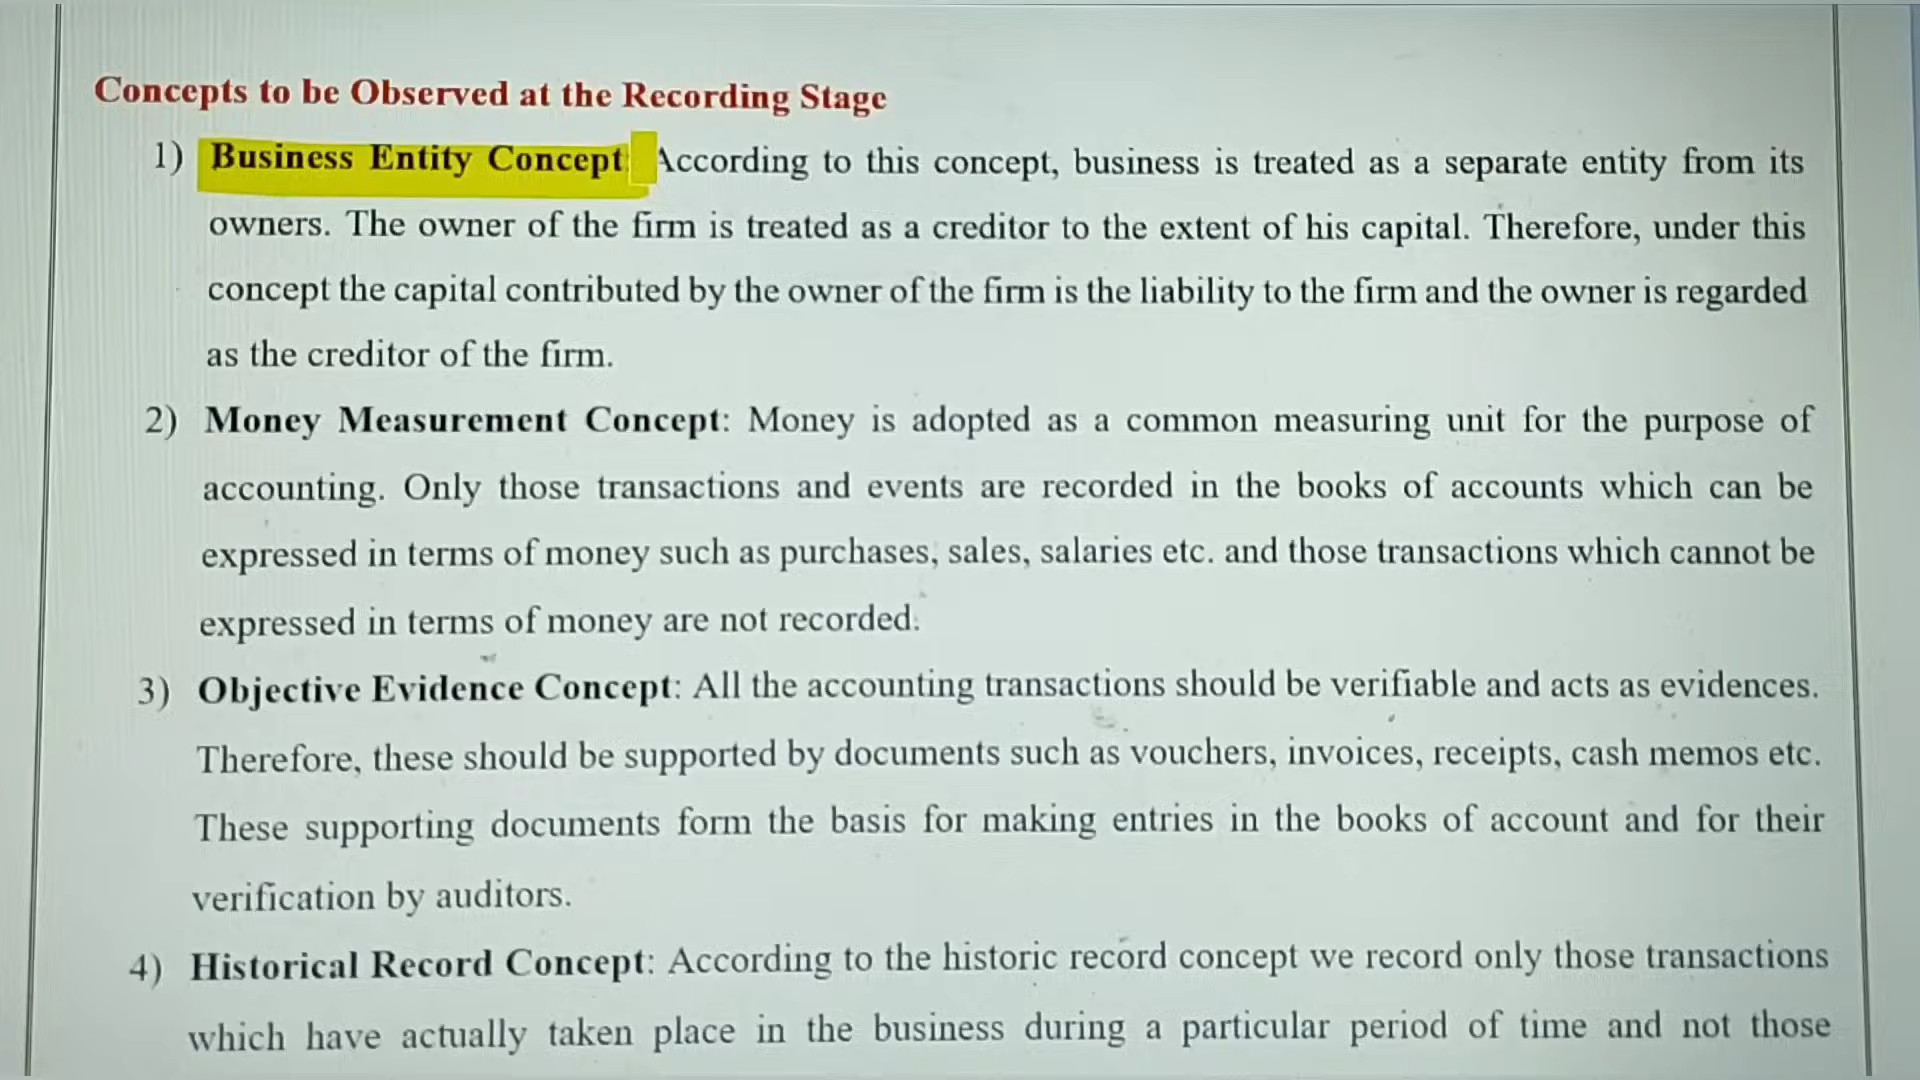 Concepts to be Observed at the Recording Stage
1) Business Entity Concept: According to this concept, business is treated as a separate entity from its
owners. The owner of the firm is treated as a creditor to the extent of his capital. Therefore, under this
concept the capital contributed by the owner of the firm is the liability to the firm and the owner is regarded
as the creditor of the firm.
2) Money Measurement Concept: Money is adopted as a common measuring unit for the purpose of
accounting. Only those transactions and events are recorded in the books of accounts which can be
expressed in terms of money such as purchases, sales, salaries etc. and those transactions which cannot be
expressed in terms of money are not recorded.
3) Objective Evidence Concept: All the accounting transactions should be verifiable and acts as evidences.
Therefore, these should be supported by documents such as vouchers, invoices, receipts, cash memos etc.
These supporting documents form the basis for making entries in the books of account and for their
verification by auditors.
4) Historical Record Concept: According to the historic record concept we record only those transactions
which have actually taken place in the business during a particular period of time and not those